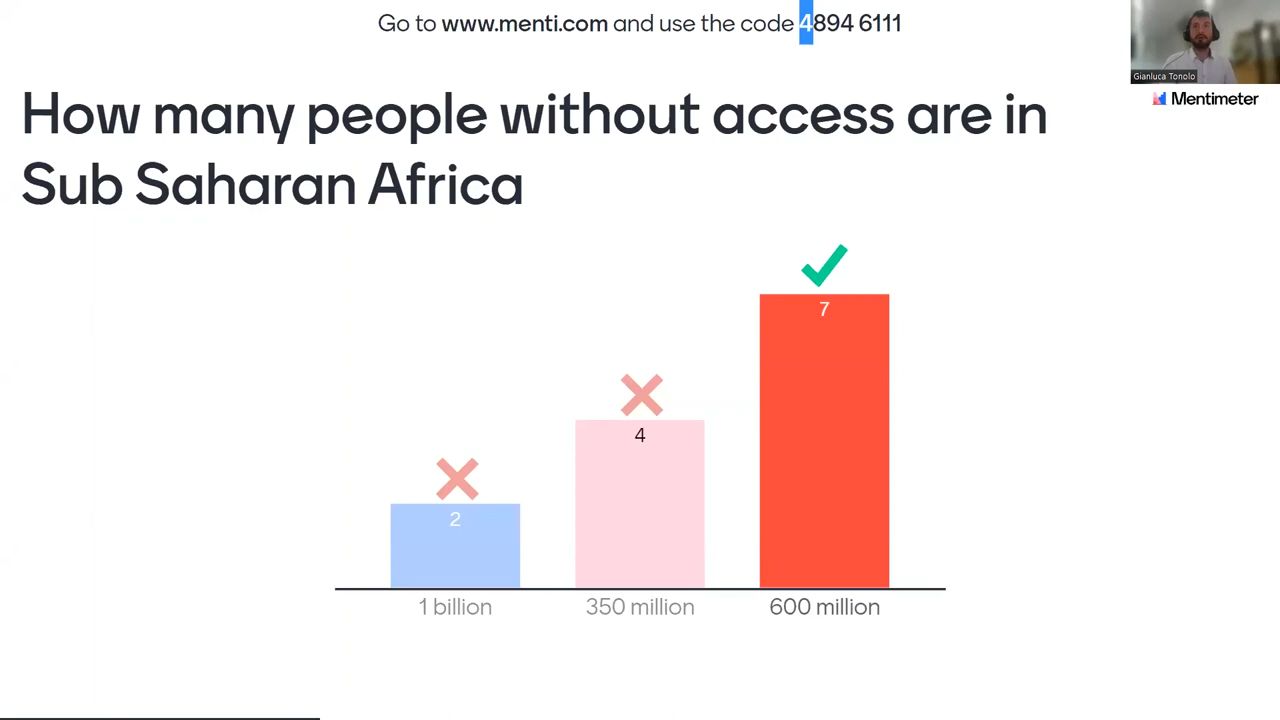 Go to www.menti.com and use the code 4894 6111
Gianluca Tonolo
Mentimeter
How many people without access are in
Sub Saharan Africa
7
4
2
1 billion
350 million
600 million